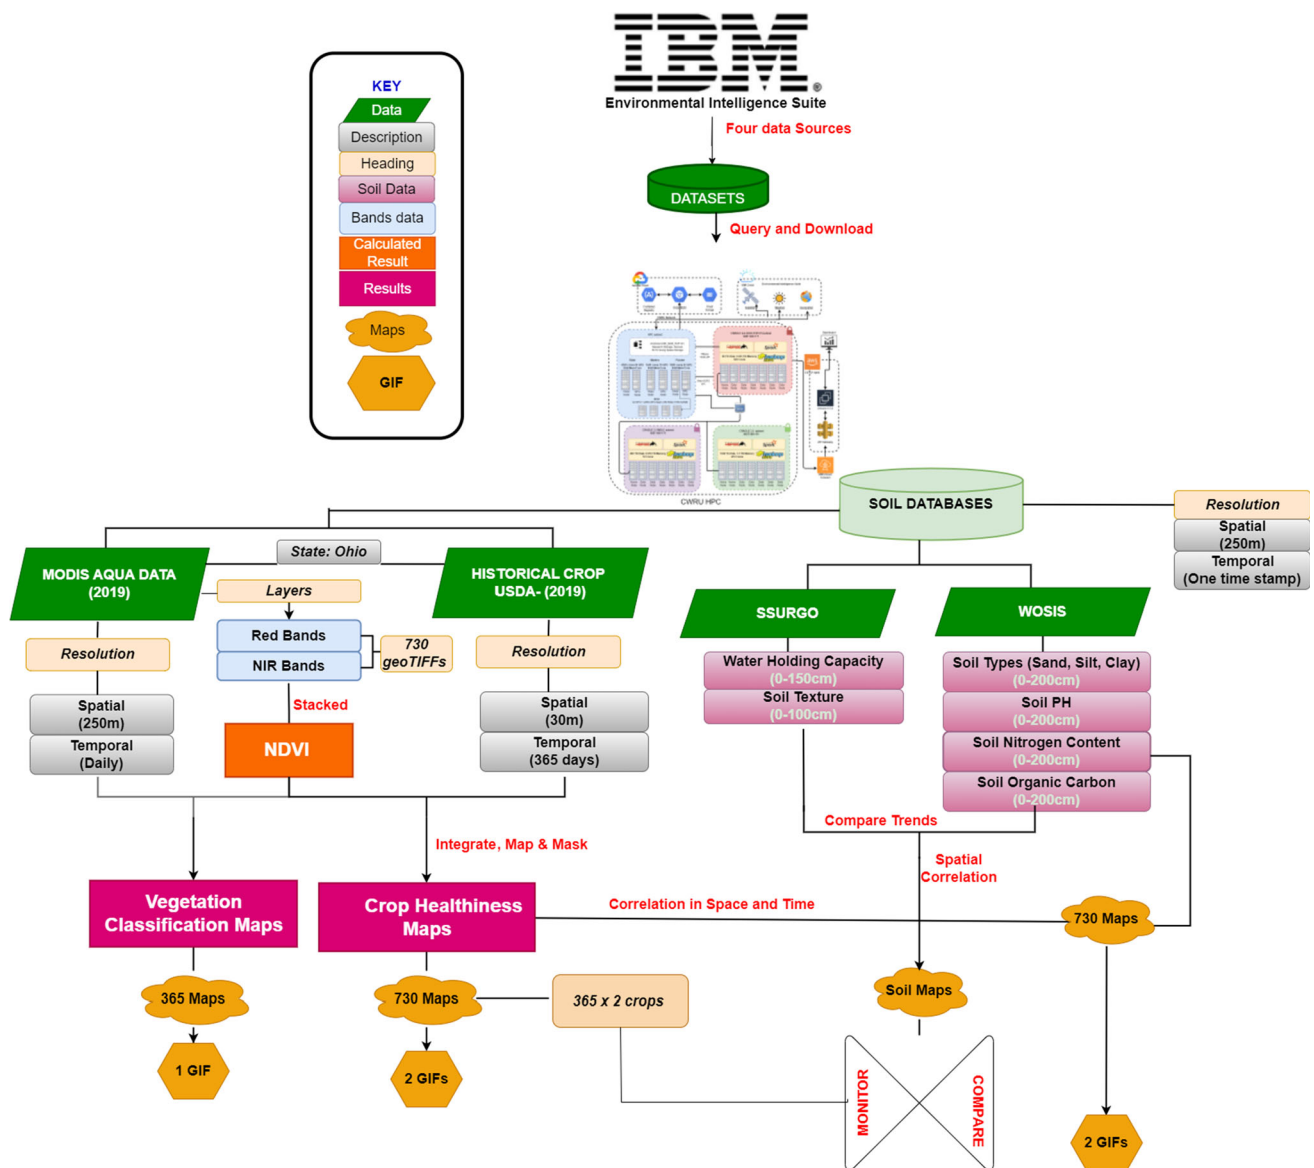 IBM®
Environmental Intelligence Suite
KEY
Data
Description
Heading
Soil Data
Bands data
Calculated
Result
Results
Maps
GIF
Four data Sources
DATASETS
Query and Download
CWRU HPC
SOIL DATABASES
Resolution
Spatial
(250m)
Temporal
(One time stamp)
State: Ohio
MODIS AQUA DATA
(2019)
HISTORICAL CROP
USDA- (2019)
Layers
Red Bands
NIR Bands
730
geoTIFFs
Resolution
Spatial
(250m)
Temporal
(Daily)
Stacked
NDVI
Resolution
Spatial
(30m)
Temporal
(365 days)
SSURGO
WOSIS
Water Holding Capacity
(0-150cm)
Soil Texture
(0-100cm)
Soil Types (Sand, Silt, Clay)
(0-200cm)
Soil PH
(0-200cm)
Soil Nitrogen Content
(0-200cm)
Soil Organic Carbon
(0-200cm)
Compare Trends
Integrate, Map & Mask
Spatial
Correlation
Vegetation
Classification Maps
Crop Healthiness
Maps
Correlation in Space and Time
730 Maps
365 Maps
730 Maps
365 x 2 crops
Soil Maps
1 GIF
2 GIFs
MONITOR
COMPARE
2 GIFs